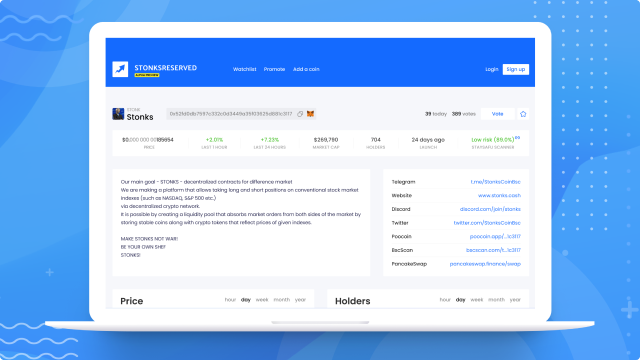 STONKSRESERVED
Watchlist Promote Add a coin
Login Sign up
STONK
Stonks
39 today 369 votes
Vote
$0.000 000 00185654
+2.01%
+7.23%
$269,790
704
24 days ago
Low risk (89.0%)
PRICE
LAST 1 HOUR
LAST 24 HOURS
MARKET CAP
HOLDERS
LAUNCH
STAYSAFU SCANNER
Our main goal - STONKS - decentralized contracts for difference market
We are making a platform that allows taking long and short positions on conventional stock market
indexes (such as NASDAQ, S&P 500 etc.)
via decentralised crypto network.
It is possible by creating a liquidity pool that absorbs market orders from both sides of the market by
storing stable coins along with crypto tokens that reflect prices of given indexes.
MAKE STONKS NOT WAR!
BE YOUR OWN SHEF
STONKS!
Telegram t.me/StonksCoinBsc
Website www.stonks.cash
Discord discord.com/join/stonks
Twitter twitter.com/StonksCoinBsc
Poocoin poocoin.app/...1c3117
BscScan bscscan.com/t...1c3117
PancakeSwap pancakeswap.finance/swap
Price hour day week month year
Holders hour day week month year